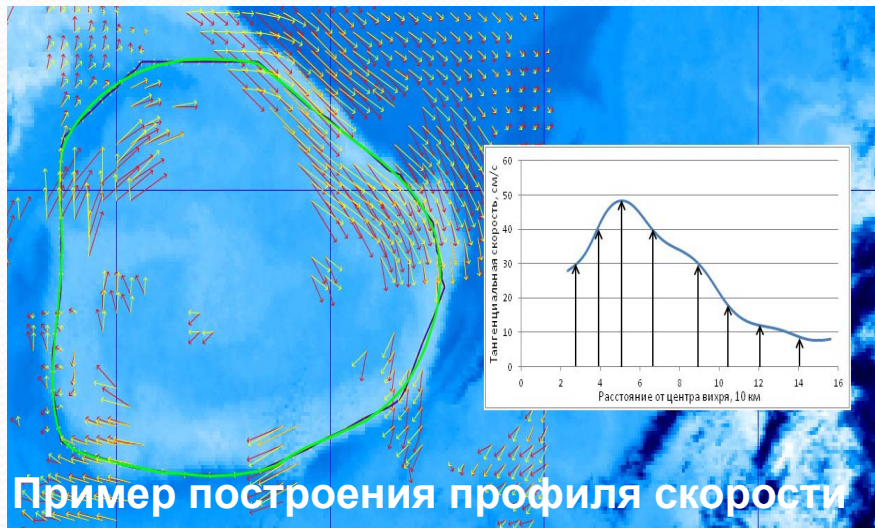 60
50
40
30
20
10
0
Тангенциальная скорость, см/с
0 2 4 6 8 10 12 14 16
Расстояние от центра вихря, 10 км
Пример построения профиля скорости